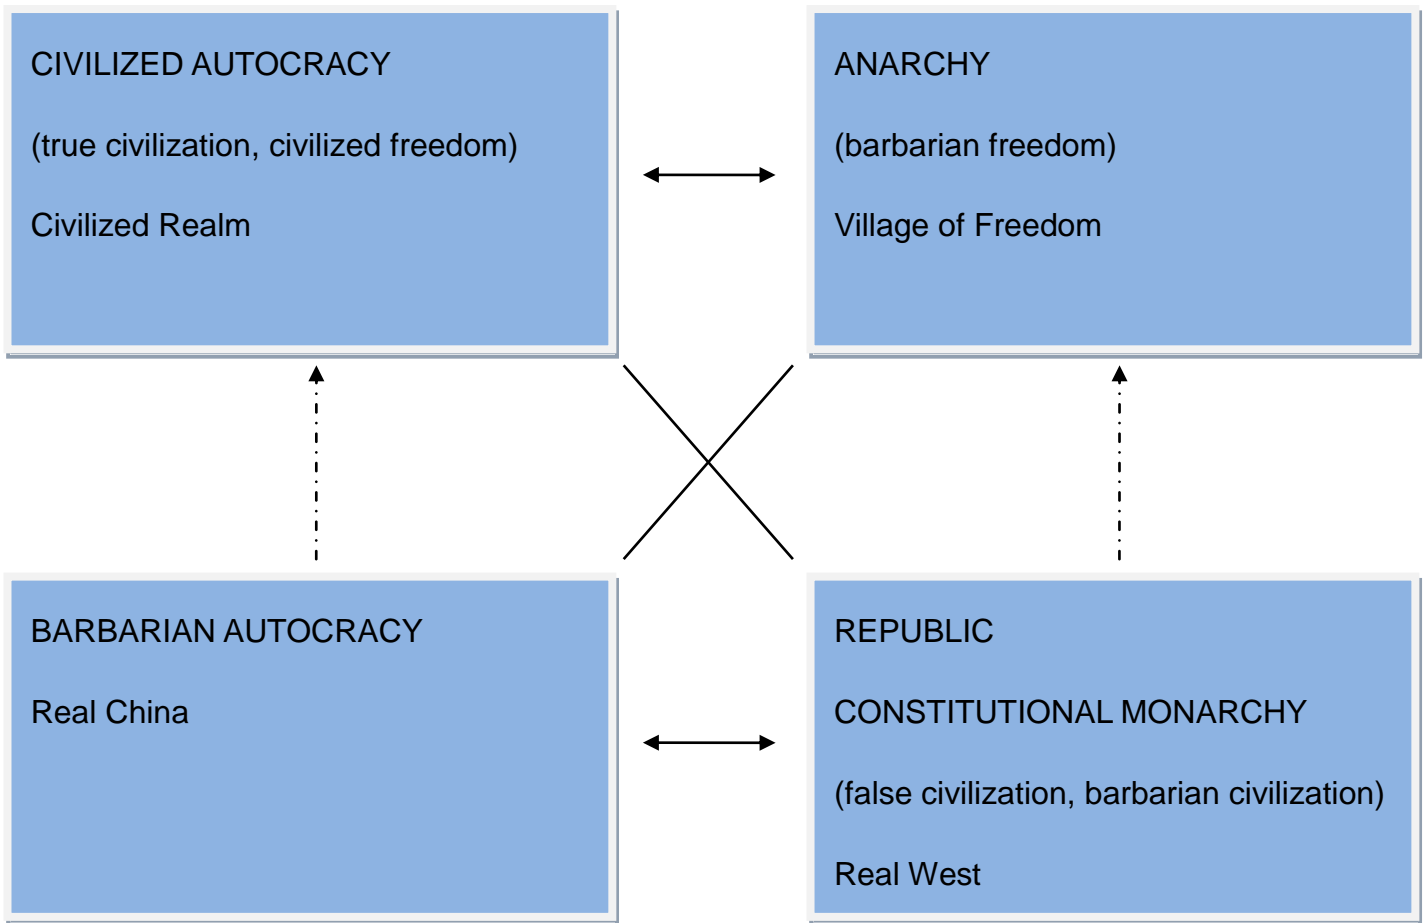 CIVILIZED AUTOCRACY
(true civilization, civilized freedom)
Civilized Realm
ANARCHY
(barbarian freedom)
Village of Freedom
BARBARIAN AUTOCRACY
Real China
REPUBLIC
CONSTITUTIONAL MONARCHY
(false civilization, barbarian civilization)
Real West